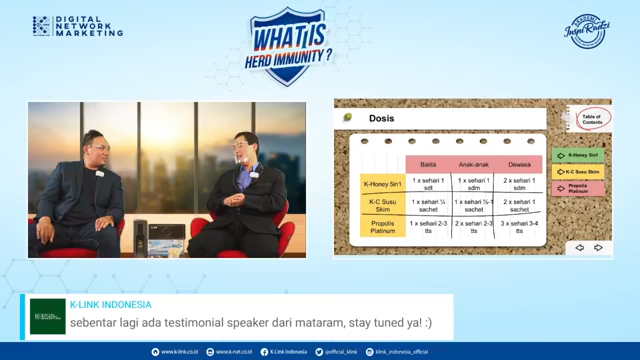 DIGITAL
NETWORK
MARKETING
WHAT IS
HERD IMMUNITY ?
AKADEMI
InspiRadzi
Dosis
Table of
Contents
Balita
Anak-anak
Dewasa
K-Honey 5in1
1 x sehari 1
sdt
1 x sehari 1
sdm
2 x sehari 1
sdm
K-C Susu
Skim
1 x sehari ¼
sachet
1 x sehari ½-1
sachet
2 x sehari 1
sachet
Propolis
Platinum
1 x sehari 2-3
tts
2 x sehari 2-3
tts
3 x sehari 3-4
tts
K-Honey 5in1
K-C Susu Skim
Propolis
Platinum
K-LINK INDONESIA
sebentar lagi ada testimonial speaker dari mataram, stay tuned ya! :)
www.k-link.co.id
www.k-net.co.id
K-Link Indonesia
@official_klink
klink_indonesia_official